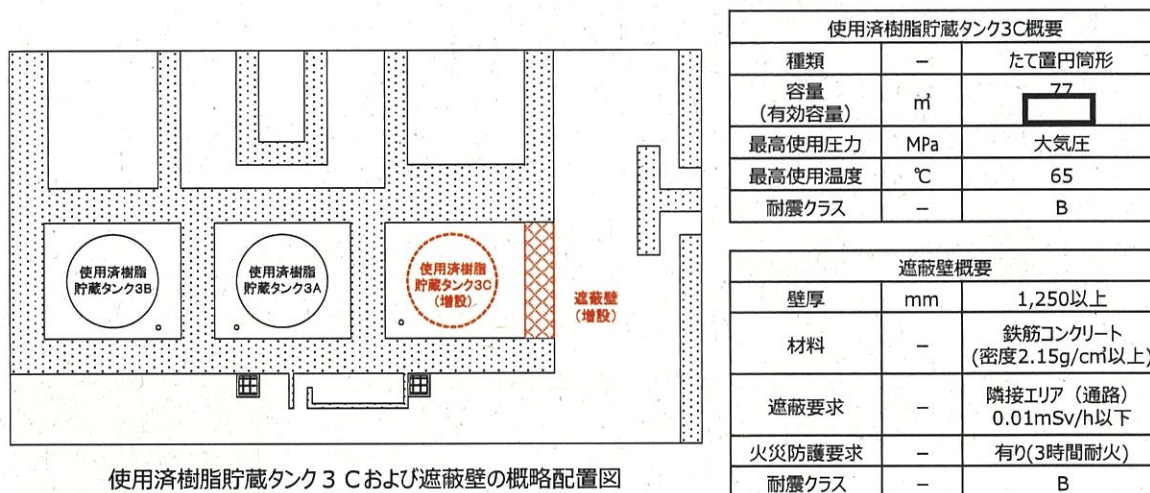 使用済樹脂
貯蔵タンク3B
使用済樹脂
貯蔵タンク3A
使用済樹脂
貯蔵タンク3C
(増設)
遮蔽壁
(増設)
使用済樹脂貯蔵タンク3Cおよび遮蔽壁の概略配置図
使用済樹脂貯蔵タンク3C概要
種類 － たて置円筒形
容量
(有効容量) ㎥ 77
最高使用圧力 MPa 大気圧
最高使用温度 ℃ 65
耐震クラス － B
遮蔽壁概要
壁厚 mm 1,250以上
材料 － 鉄筋コンクリート
(密度2.15g/c㎥以上)
遮蔽要求 － 隣接エリア（通路）
0.01mSv/h以下
火災防護要求 － 有り(3時間耐火)
耐震クラス － B